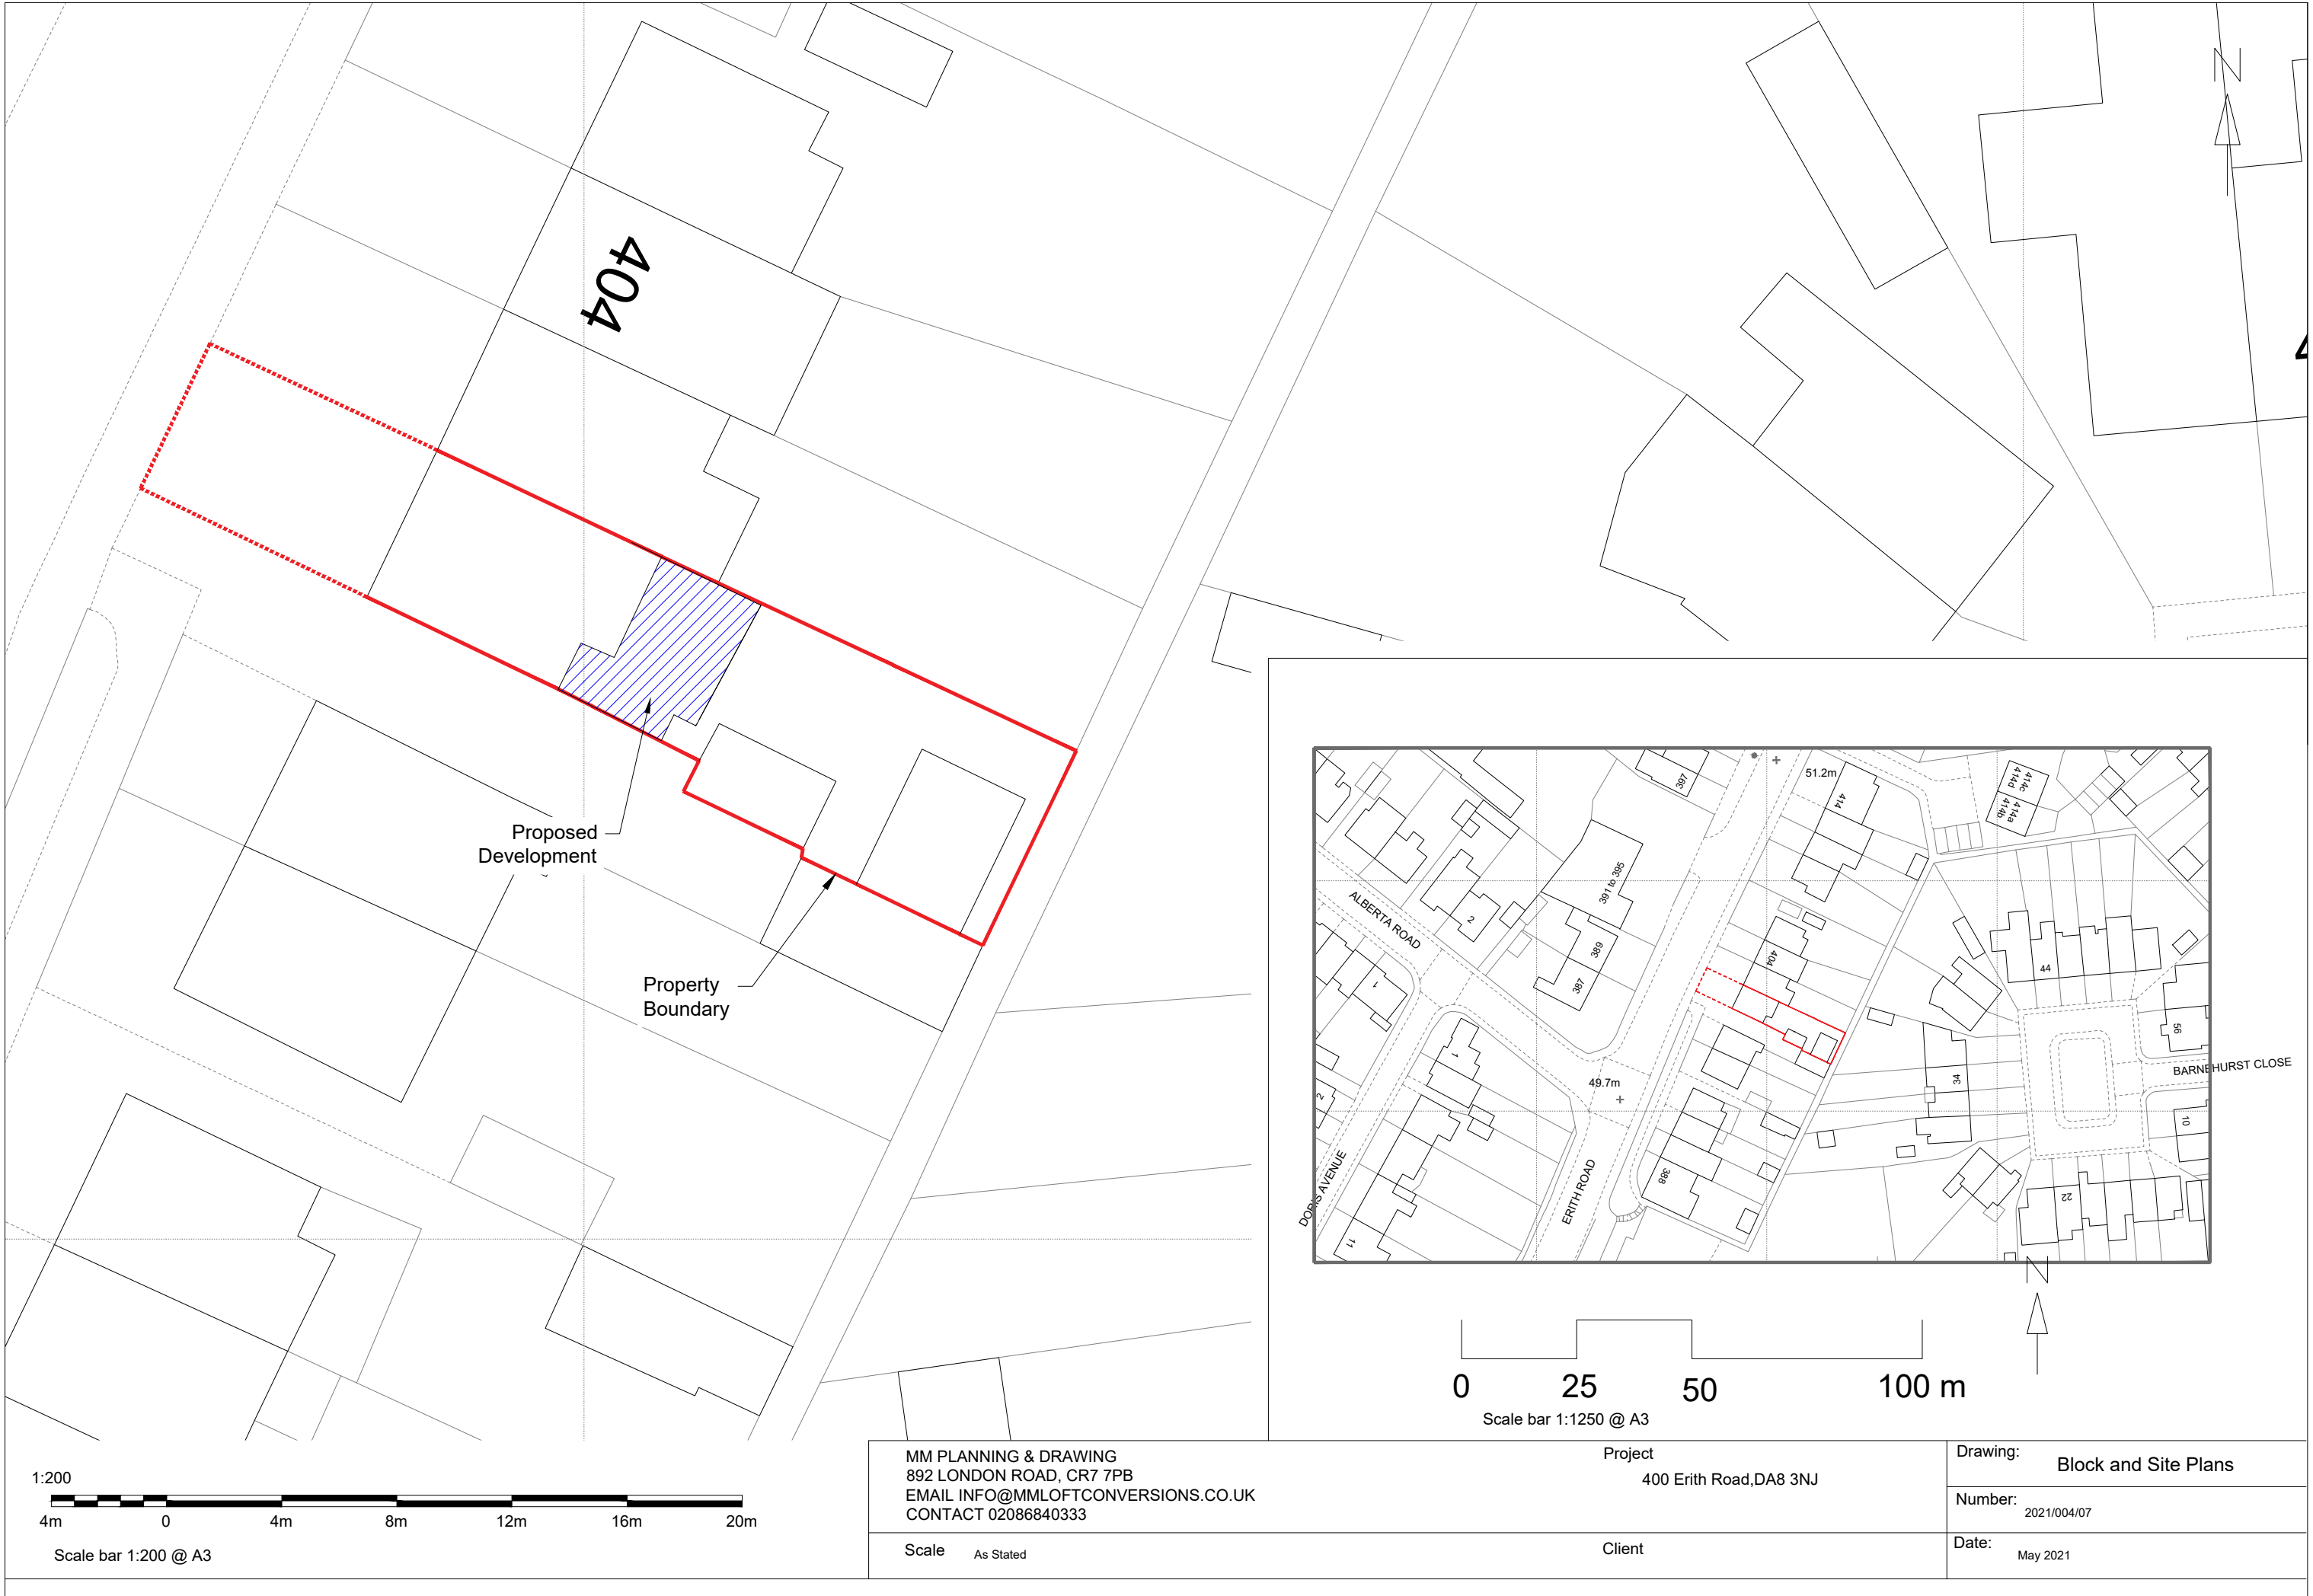 404
N
4
Proposed
Development
Property
Boundary
397
51.2m
414
414d
414c
414b
414a
391 to 395
ALBERTA ROAD
2
389
387
404
44
1
56
1
34
BARNEHURST CLOSE
49.7m
2
10
DORIS AVENUE
ERITH ROAD
388
22
11
N
0
25
50
100 m
Scale bar 1:1250 @ A3
1:200
4m
0
4m
8m
12m
16m
20m
Scale bar 1:200 @ A3
MM PLANNING & DRAWING
892 LONDON ROAD, CR7 7PB
EMAIL INFO@MMLOFTCONVERSIONS.CO.UK
CONTACT 02086840333
Scale As Stated
Project
400 Erith Road,DA8 3NJ
Client
Drawing:
Block and Site Plans
Number:
2021/004/07
Date:
May 2021